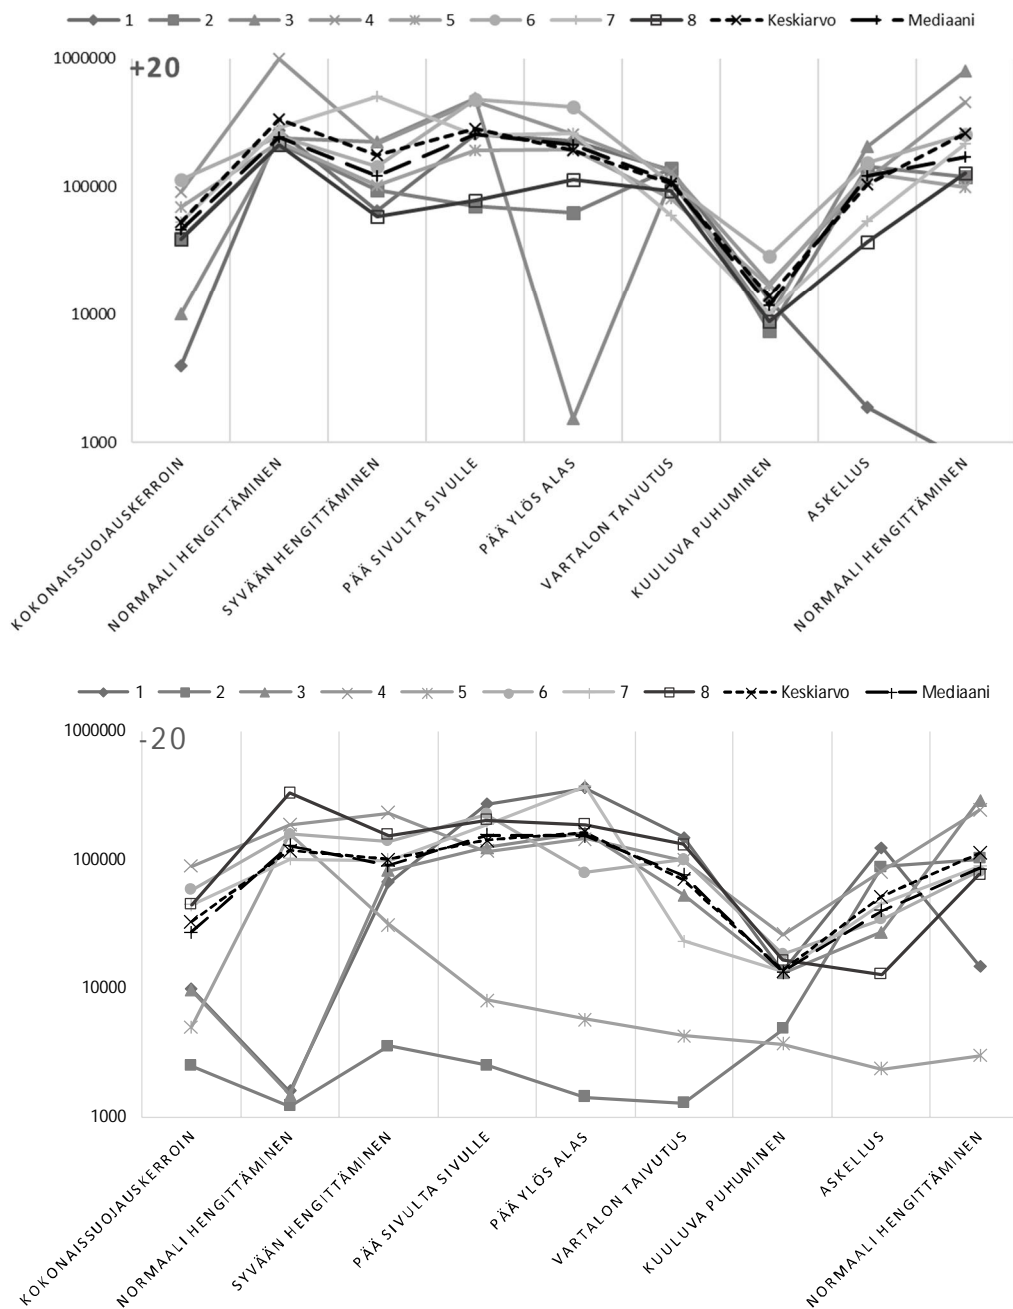 1 2 3 4 5 6 7 8 Keskiarvo Mediaani
+20
1000000
100000
10000
1000
KOKONAISSUOJAUSKERROIN
NORMAALI HENGITTÄMINEN
SYVÄÄN HENGITTÄMINEN
PÄÄ SIVULTA SIVULLE
PÄÄ YLÖS ALAS
VARTALON TAIVUTUS
KUULUVA PUHUMINEN
ASKELLUS
NORMAALI HENGITTÄMINEN
1 2 3 4 5 6 7 8 Keskiarvo Mediaani
-20
1000000
100000
10000
1000
KOKONAISSUOJAUSKERROIN
NORMAALI HENGITTÄMINEN
SYVÄÄN HENGITTÄMINEN
PÄÄ SIVULTA SIVULLE
PÄÄ YLÖS ALAS
VARTALON TAIVUTUS
KUULUVA PUHUMINEN
ASKELLUS
NORMAALI HENGITTÄMINEN